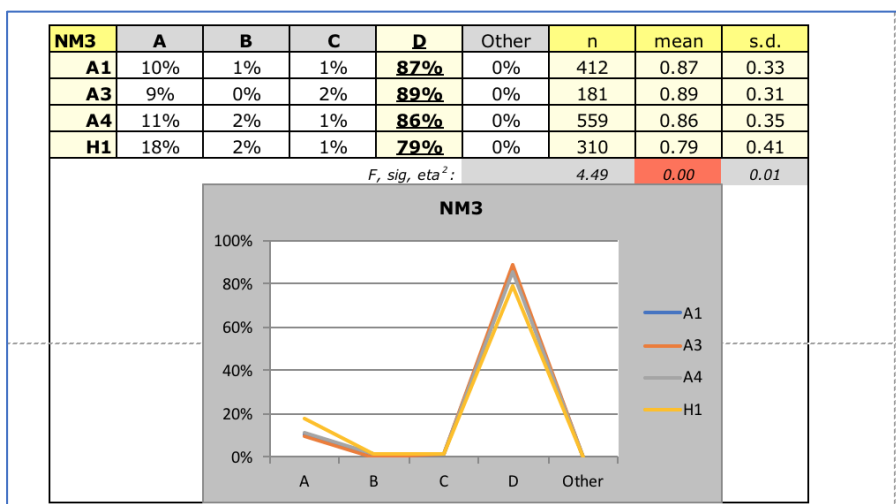 NM3 A B C D Other n mean s.d.
A1 10% 1% 1% 87% 0% 412 0.87 0.33
A3 9% 0% 2% 89% 0% 181 0.89 0.31
A4 11% 2% 1% 86% 0% 559 0.86 0.35
H1 18% 2% 1% 79% 0% 310 0.79 0.41
F, sig, eta²: 4.49 0.00 0.01
NM3
100%
80%
60%
40%
20%
0%
A B C D Other
A1
A3
A4
H1